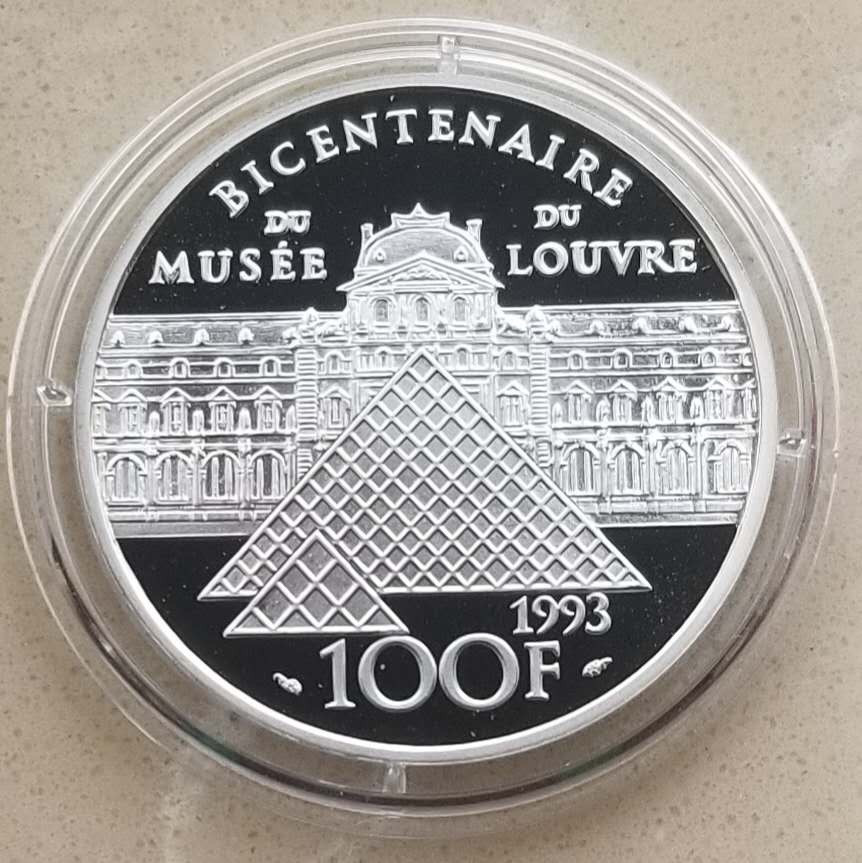 BICENTENAIRE
DU DU
MUSÉE LOUVRE
1993
100F